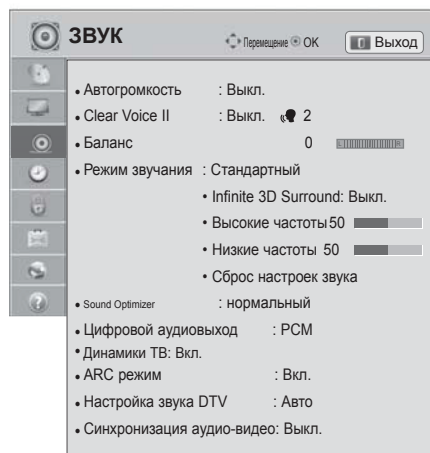 ЗВУК
Перемещение OK
Выход
• Автогромкость : Выкл.
• Clear Voice II : Выкл. 2
• Баланс 0 L R
• Режим звучания : Стандартный
• Infinite 3D Surround: Выкл.
• Высокие частоты 50
• Низкие частоты 50
• Сброс настроек звука
• Sound Optimizer : нормальный
• Цифровой аудиовыход : PCM
• Динамики ТВ: Вкл.
• ARC режим : Вкл.
• Настройка звука DTV : Авто
• Синхронизация аудио-видео: Выкл.